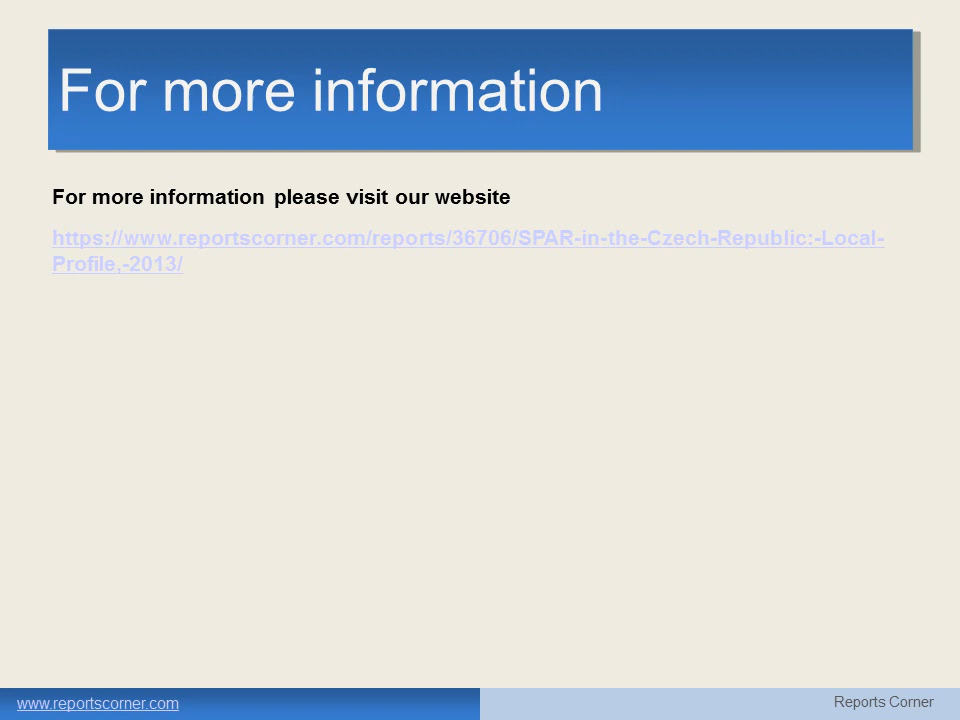 For more information
For more information please visit our website
https://www.reportscorner.com/reports/36706/SPAR-in-the-Czech-Republic:-Local-
Profile,-2013/
www.reportscorner.com
Reports Corner